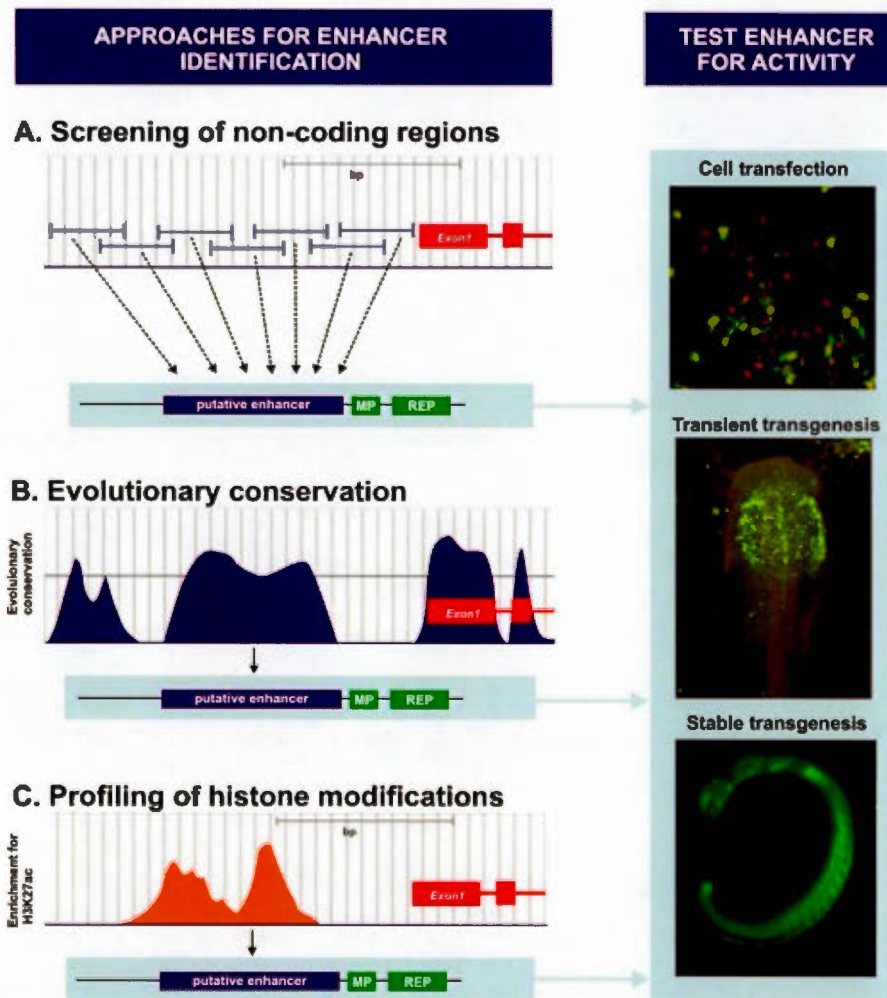 APPROACHES FOR ENHANCER
IDENTIFICATION
TEST ENHANCER
FOR ACTIVITY
A. Screening of non-coding regions
bp
Exon1
putative enhancer
MP
REP
Cell transfection
Transient transgenesis
B. Evolutionary conservation
Evolutionary
conservation
Exon1
putative enhancer
MP
REP
Stable transgenesis
C. Profiling of histone modifications
bp
Enrichment for
H3K27ac
Exon1
putative enhancer
MP
REP